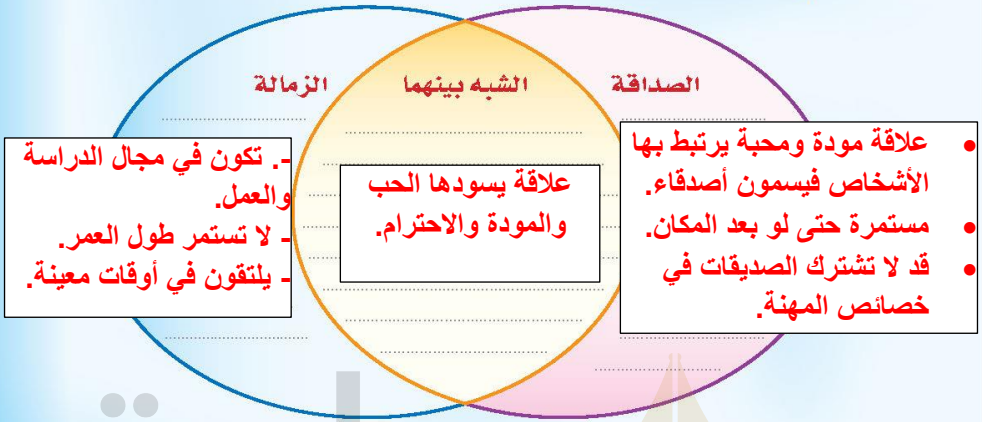 الصداقة
الشبه بينهما
الزمالة
• علاقة مودة ومحبة يرتبط بها
الأشخاص فيسمون أصدقاء.
• مستمرة حتى لو بعد المكان.
• قد لا تشترك الصديقات في
خصائص المهنة.
علاقة يسودها الحب
والمودة والاحترام.
-. تكون في مجال الدراسة
والعمل.
- لا تستمر طول العمر.
- يلتقون في أوقات معينة.